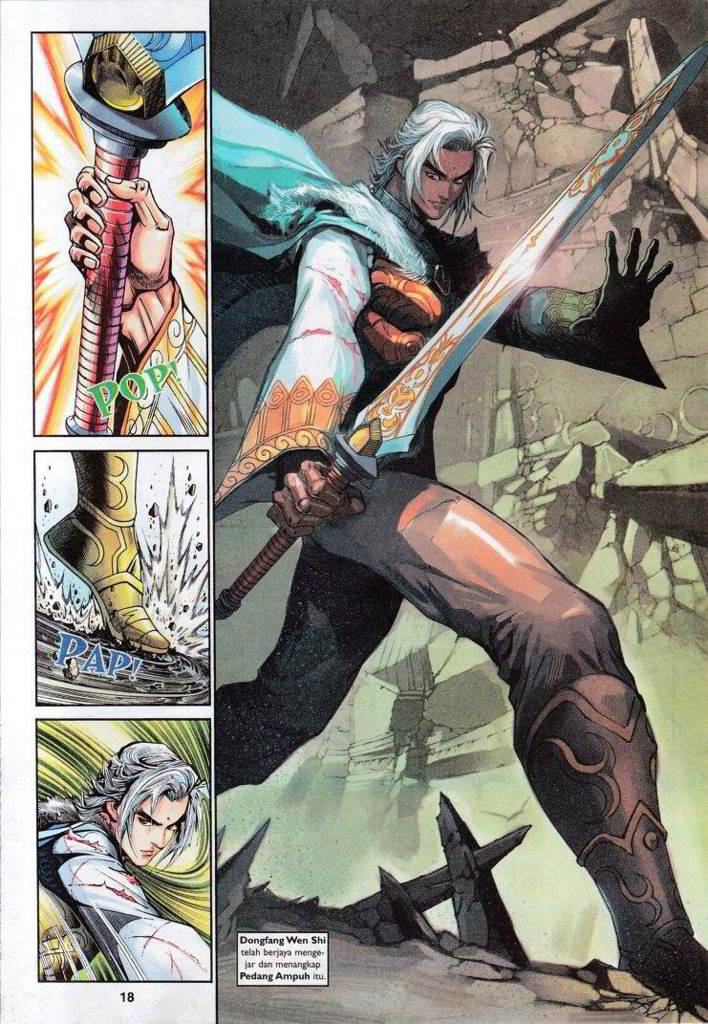 POP!
PAP!
Dongfang Wen Shi
telah berjaya menge-
jar dan menangkap
Pedang Ampuh itu.
18